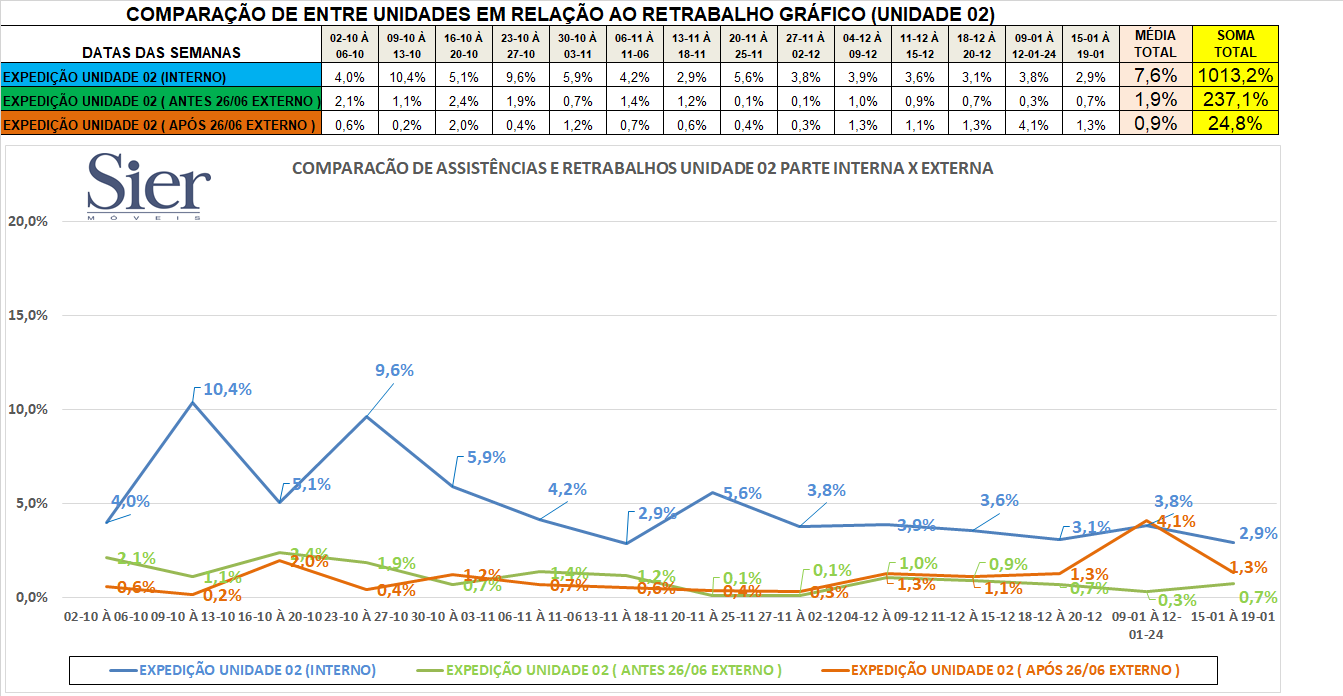 COMPARAÇÃO DE ENTRE UNIDADES EM RELAÇÃO AO RETRABALHO GRÁFICO (UNIDADE 02)
DATAS DAS SEMANAS 02-10 À 06-10 09-10 À 13-10 16-10 À 20-10 23-10 À 27-10 30-10 À 03-11 06-11 À 11-06 13-11 À 18-11 20-11 À 25-11 27-11 À 02-12 04-12 À 09-12 11-12 À 15-12 18-12 À 20-12 09-01 À 12-01-24 15-01 À 19-01 MÉDIA TOTAL SOMA TOTAL
EXPEDIÇÃO UNIDADE 02 (INTERNO) 4,0% 10,4% 5,1% 9,6% 5,9% 4,2% 2,9% 5,6% 3,8% 3,9% 3,6% 3,1% 3,8% 2,9% 7,6% 1013,2%
EXPEDIÇÃO UNIDADE 02 ( ANTES 26/06 EXTERNO ) 2,1% 1,1% 2,4% 1,9% 0,7% 1,4% 1,2% 0,1% 0,1% 1,0% 0,9% 0,7% 0,3% 0,7% 1,9% 237,1%
EXPEDIÇÃO UNIDADE 02 ( APÓS 26/06 EXTERNO ) 0,6% 0,2% 2,0% 0,4% 1,2% 0,7% 0,6% 0,4% 0,3% 1,3% 1,1% 1,3% 4,1% 1,3% 0,9% 24,8%
Sier
MÓVEIS
COMPARAÇÃO DE ASSISTÊNCIAS E RETRABALHOS UNIDADE 02 PARTE INTERNA X EXTERNA
20,0%
15,0%
10,0%
5,0%
0,0%
4,0% 10,4% 5,1% 9,6% 5,9% 4,2% 2,9% 5,6% 3,8% 3,9% 3,6% 3,1% 3,8% 2,9%
2,1% 1,1% 2,4% 1,9% 0,7% 1,4% 1,2% 0,1% 0,1% 1,0% 0,9% 0,7% 0,3% 0,7%
0,6% 0,2% 2,0% 0,4% 1,2% 0,7% 0,6% 0,4% 0,3% 1,3% 1,1% 1,3% 4,1% 1,3%
02-10 À 06-10 09-10 À 13-10 16-10 À 20-10 23-10 À 27-10 30-10 À 03-11 06-11 À 11-06 13-11 À 18-11 20-11 À 25-11 27-11 À 02-12 04-12 À 09-12 11-12 À 15-12 18-12 À 20-12 09-01 À 12-01-24 15-01 À 19-01
EXPEDIÇÃO UNIDADE 02 (INTERNO) EXPEDIÇÃO UNIDADE 02 ( ANTES 26/06 EXTERNO ) EXPEDIÇÃO UNIDADE 02 ( APÓS 26/06 EXTERNO )